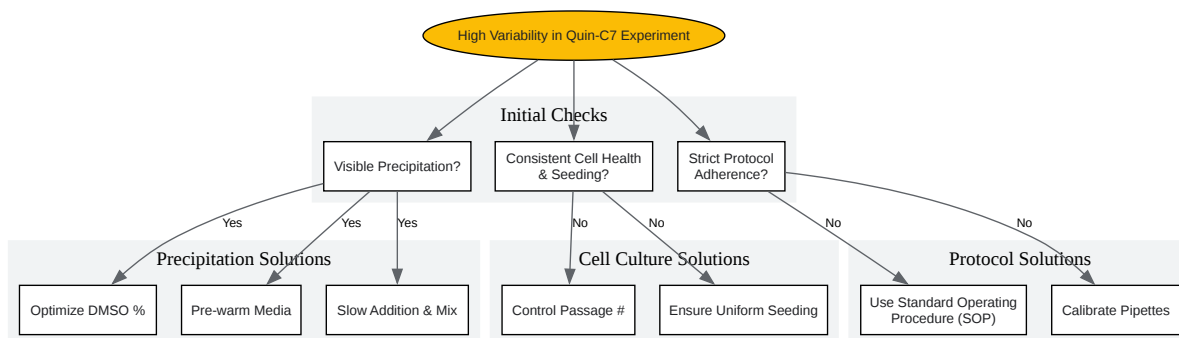 High Variability in Quin-C7 Experiment
Initial Checks
Visible Precipitation?
Consistent Cell Health
& Seeding?
Strict Protocol
Adherence?
Yes
Yes
Yes
No
No
No
No
Precipitation Solutions
Cell Culture Solutions
Protocol Solutions
Optimize DMSO %
Pre-warm Media
Slow Addition & Mix
Control Passage #
Ensure Uniform Seeding
Use Standard Operating
Procedure (SOP)
Calibrate Pipettes